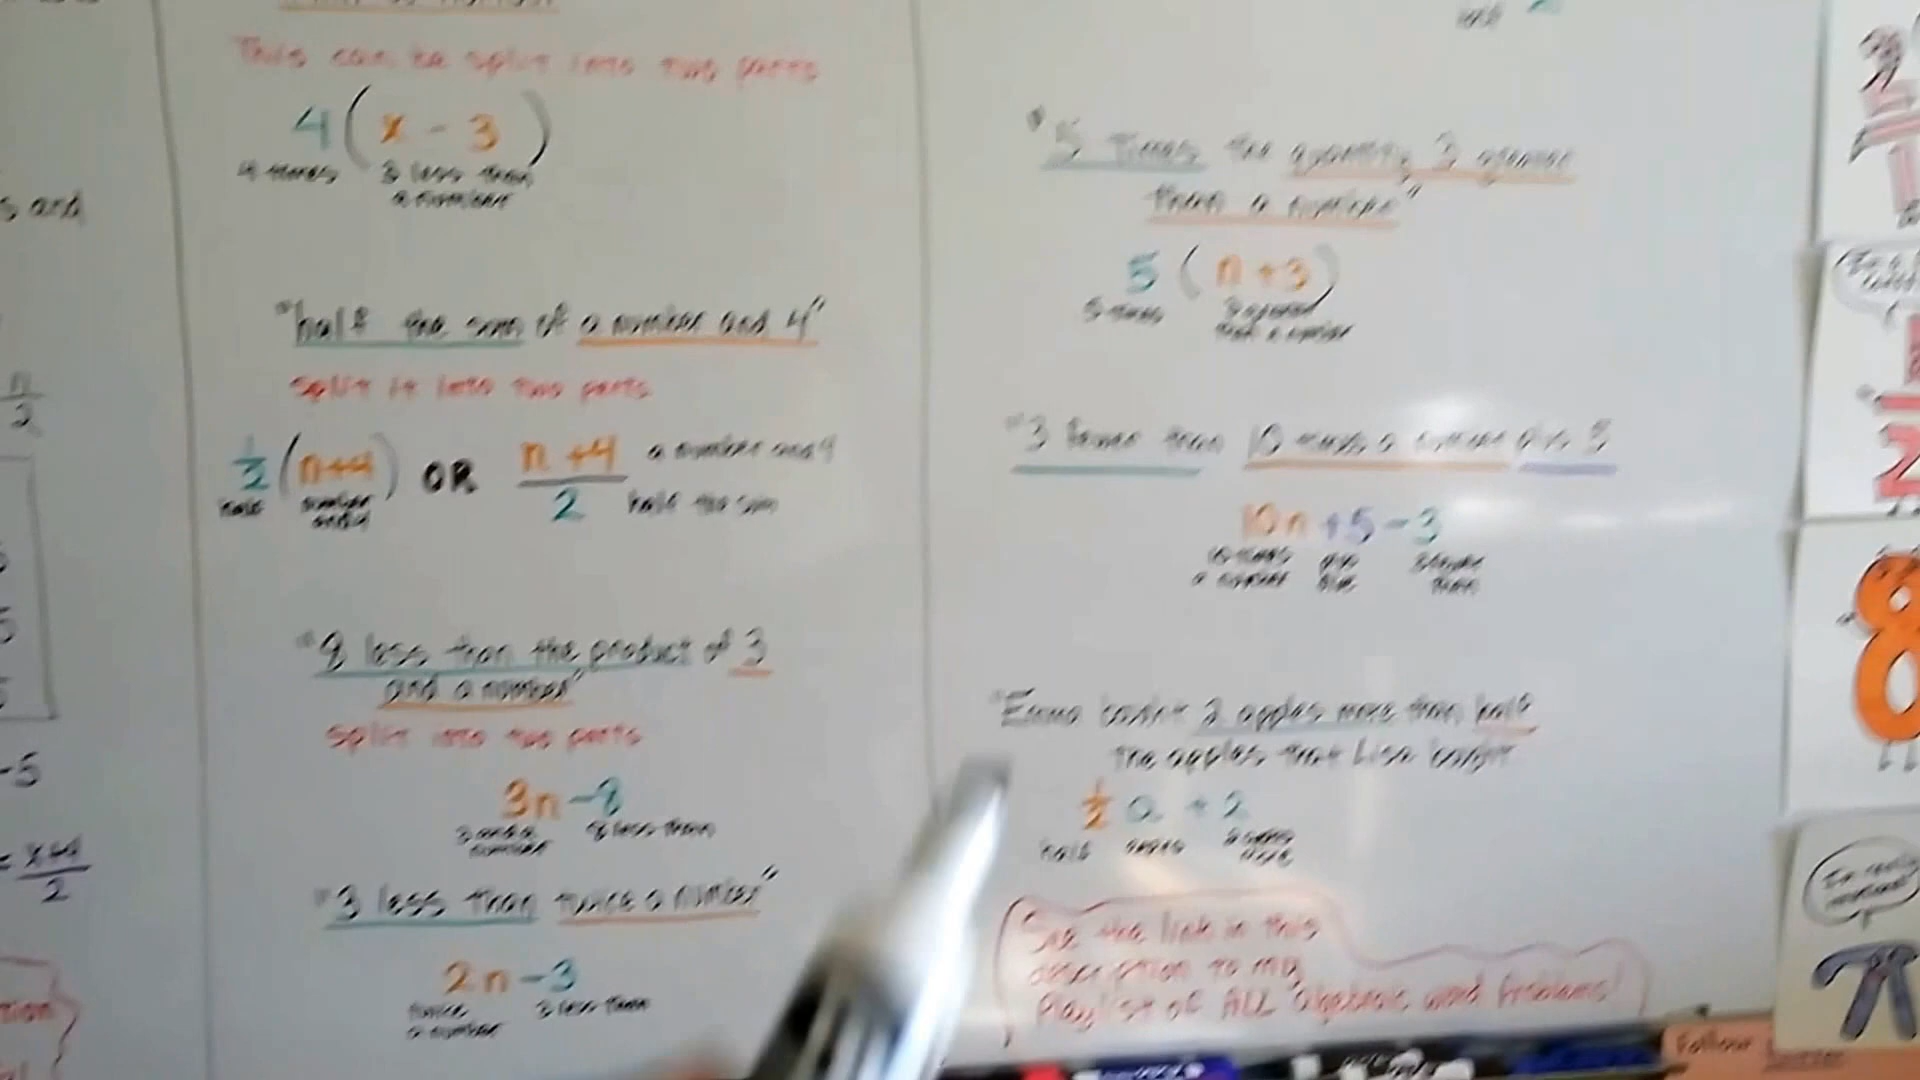 This can be split into two parts
4 ( x - 3 )
4 times 3 less than
a number
"half the sum of a number and 4"
split it into two parts
1/2 (n+4) OR n+4/2 a number and 4
half number and 4 half the sum
"8 less than the product of 3
and a number"
split into two parts
3n -8
3 and a number 8 less than
"3 less than twice a number"
2n -3
twice a number 3 less than
s and
n/2
-5
= x+4/2
"5 times the quantity 3 greater
than a number"
5 ( n + 3 )
5 times 3 greater
than a number
"3 fewer than 10 times a number plus 5
10n +5 -3
10 times a number plus five 3 fewer than
"Emma bought 2 apples more than half
the apples that Lisa bought
1/2 a + 2
half apples 2 apples more
See the link in this
description to my
Playlist of ALL algebraic word Problems!
8
π
Follow